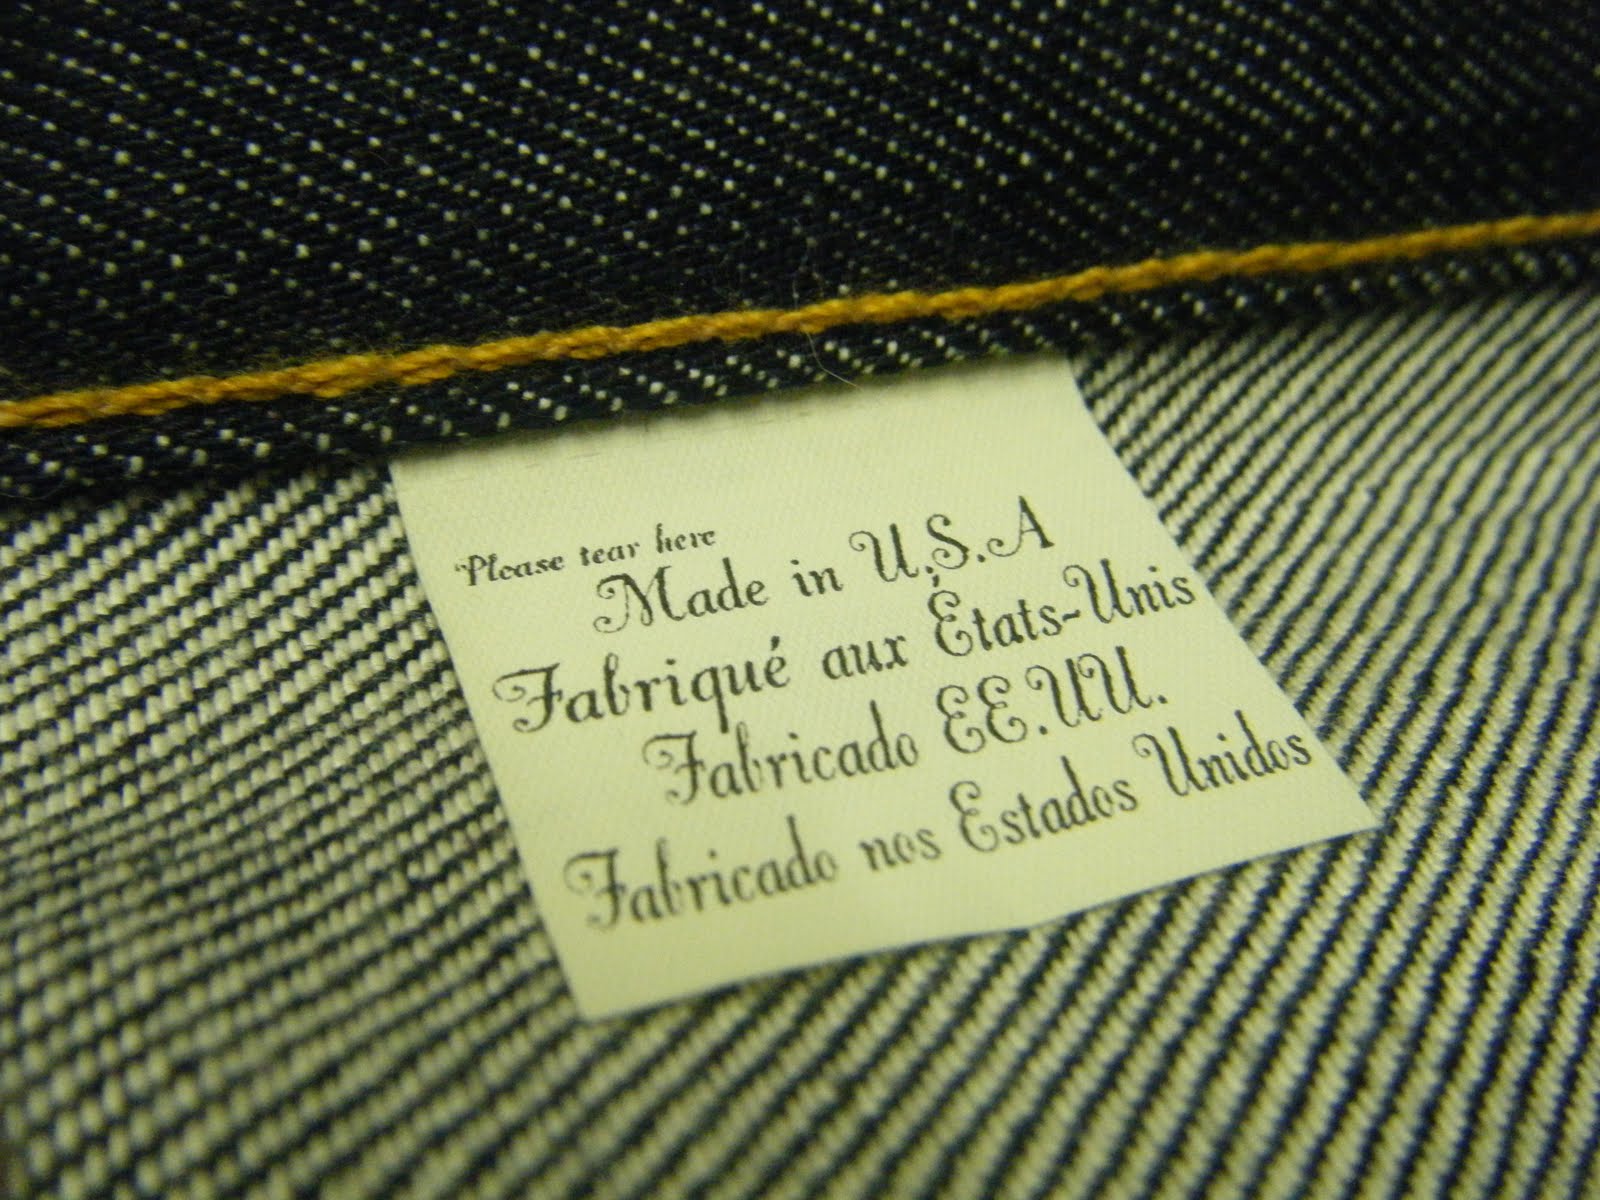 "Please tear here
Made in U.S.A
Fabriqué aux États-Unis
Fabricado EE.UU.
Fabricado nos Estados Unidos